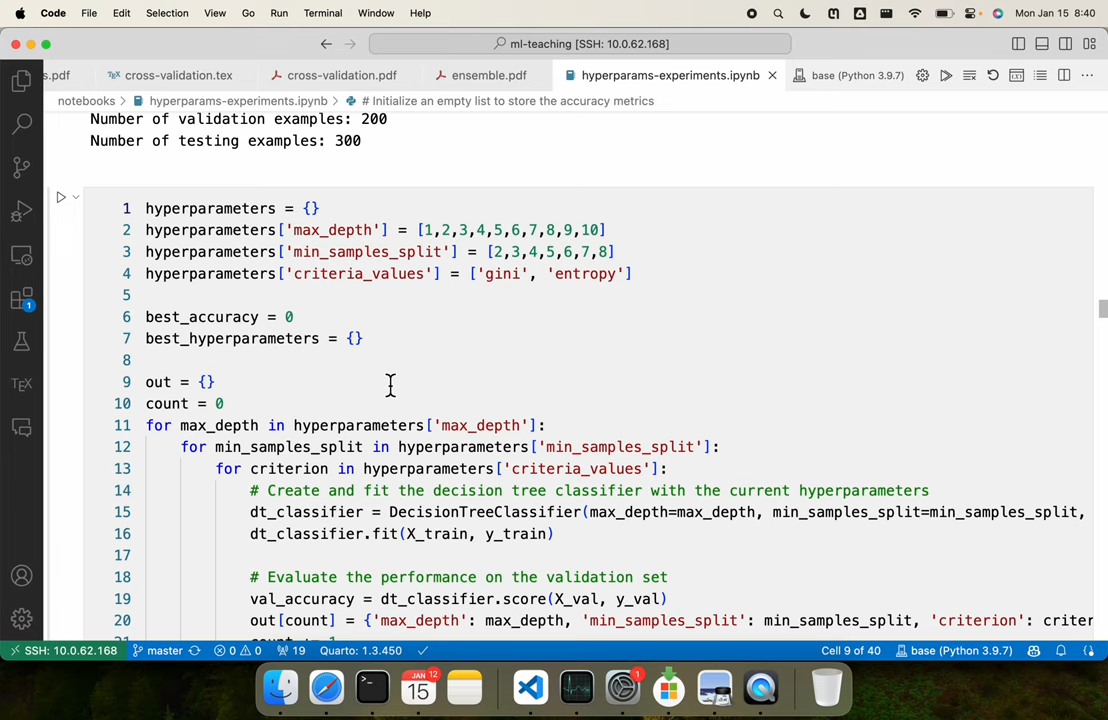 Code File Edit Selection View Go Run Terminal Window Help Mon Jan 15 8:40
ml-teaching [SSH: 10.0.62.168]
s.pdf cross-validation.tex cross-validation.pdf ensemble.pdf hyperparams-experiments.ipynb base (Python 3.9.7)
notebooks > hyperparams-experiments.ipynb > # Initialize an empty list to store the accuracy metrics
Number of validation examples: 200
Number of testing examples: 300
1 hyperparameters = {}
2 hyperparameters['max_depth'] = [1,2,3,4,5,6,7,8,9,10]
3 hyperparameters['min_samples_split'] = [2,3,4,5,6,7,8]
4 hyperparameters['criteria_values'] = ['gini', 'entropy']
5
6 best_accuracy = 0
7 best_hyperparameters = {}
8
9 out = {}
10 count = 0
11 for max_depth in hyperparameters['max_depth']:
12 for min_samples_split in hyperparameters['min_samples_split']:
13 for criterion in hyperparameters['criteria_values']:
14 # Create and fit the decision tree classifier with the current hyperparameters
15 dt_classifier = DecisionTreeClassifier(max_depth=max_depth, min_samples_split=min_samples_split,
16 dt_classifier.fit(X_train, y_train)
17
18 # Evaluate the performance on the validation set
19 val_accuracy = dt_classifier.score(X_val, y_val)
20 out[count] = {'max_depth': max_depth, 'min_samples_split': min_samples_split, 'criterion': criter
TEX
1
SSH: 10.0.62.168 master 0 0 19 Quarto: 1.3.450 Cell 9 of 40 base (Python 3.9.7)
JAN 12
15
1